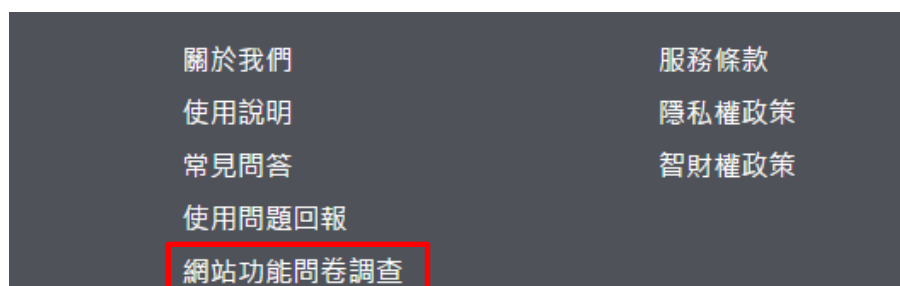 關於我們
使用說明
常見問答
使用問題回報
網站功能問卷調查
服務條款
隱私權政策
智財權政策